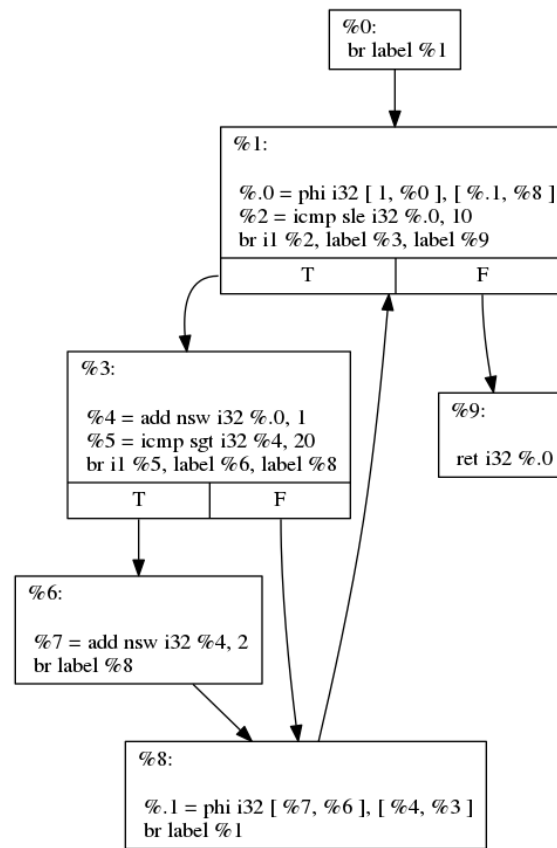 %0:
br label %1
%1:
%.0 = phi i32 [ 1, %0 ], [ %.1, %8 ]
%2 = icmp sle i32 %.0, 10
br i1 %2, label %3, label %9
T F
%3:
%4 = add nsw i32 %.0, 1
%5 = icmp sgt i32 %4, 20
br i1 %5, label %6, label %8
T F
%9:
ret i32 %.0
%6:
%7 = add nsw i32 %4, 2
br label %8
%8:
%.1 = phi i32 [ %7, %6 ], [ %4, %3 ]
br label %1